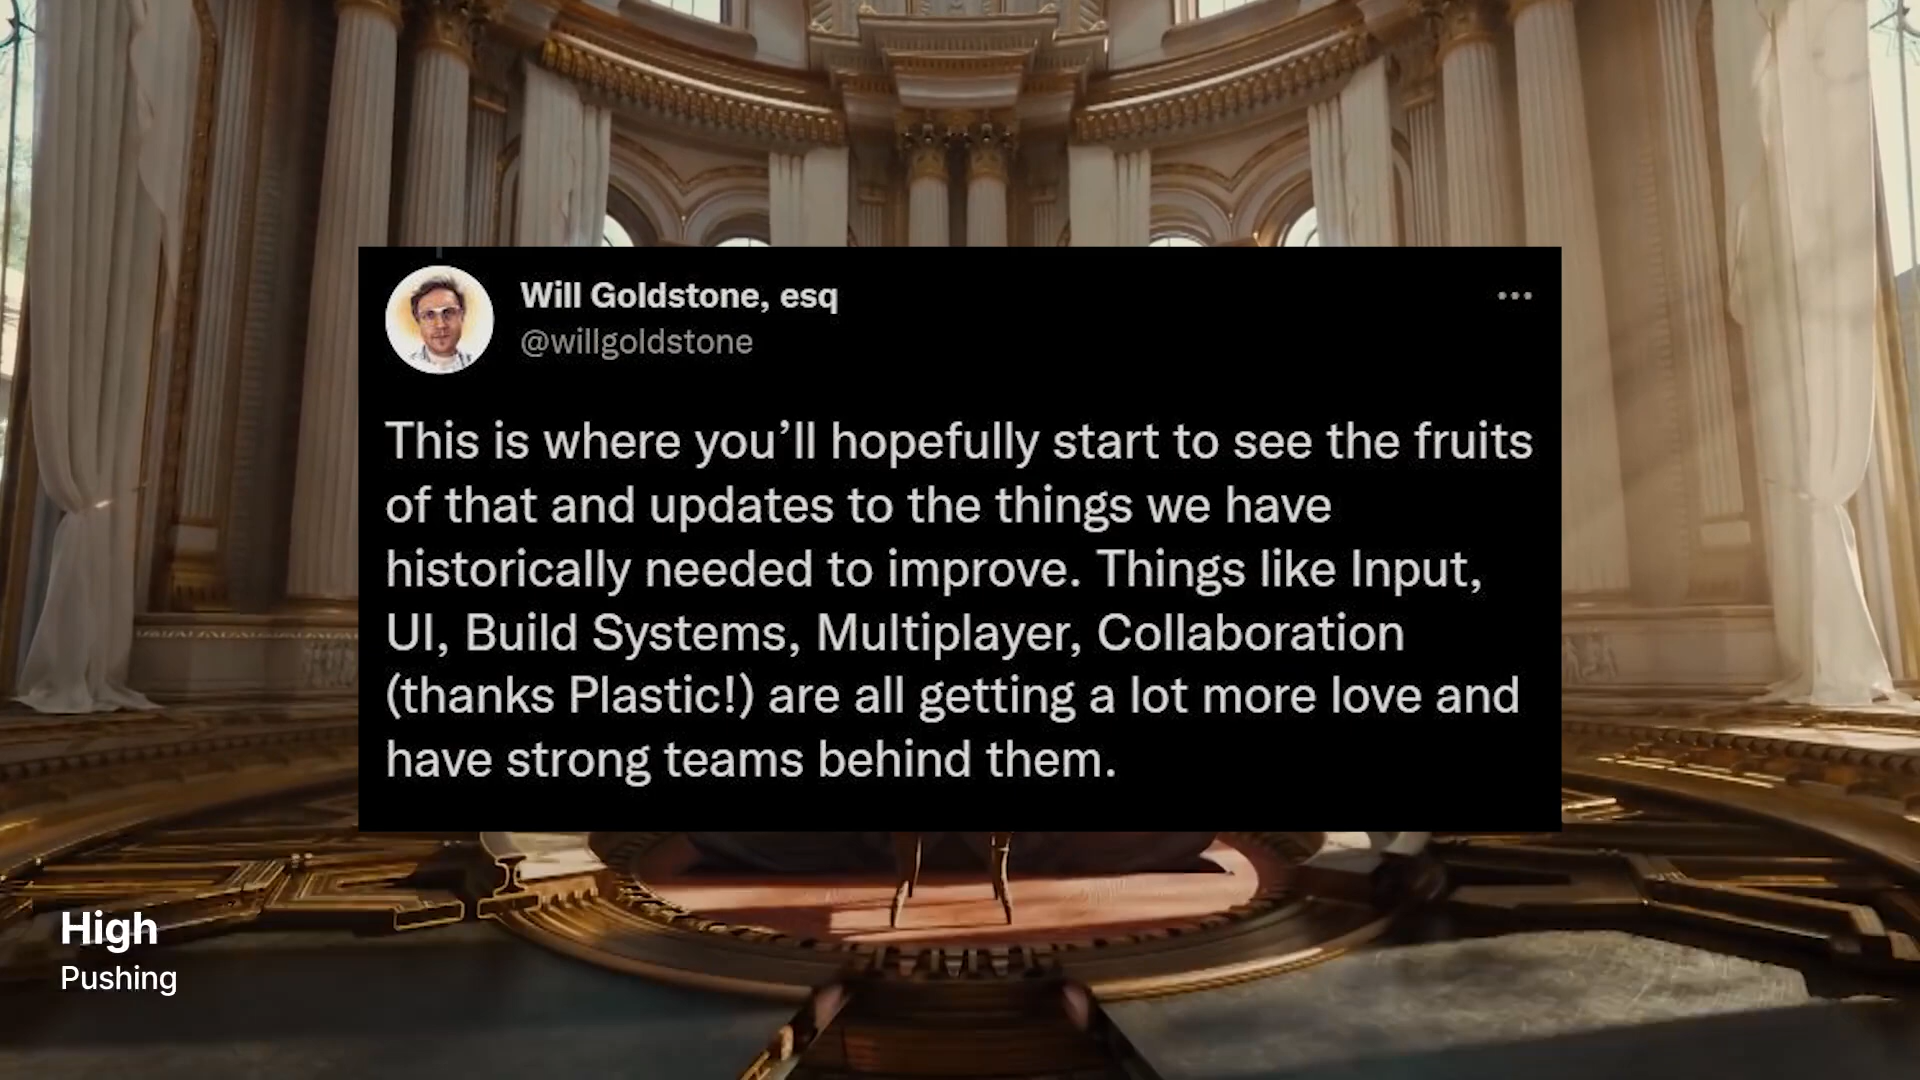 Will Goldstone, esq
@willgoldstone
This is where you’ll hopefully start to see the fruits
of that and updates to the things we have
historically needed to improve. Things like Input,
UI, Build Systems, Multiplayer, Collaboration
(thanks Plastic!) are all getting a lot more love and
have strong teams behind them.
High
Pushing